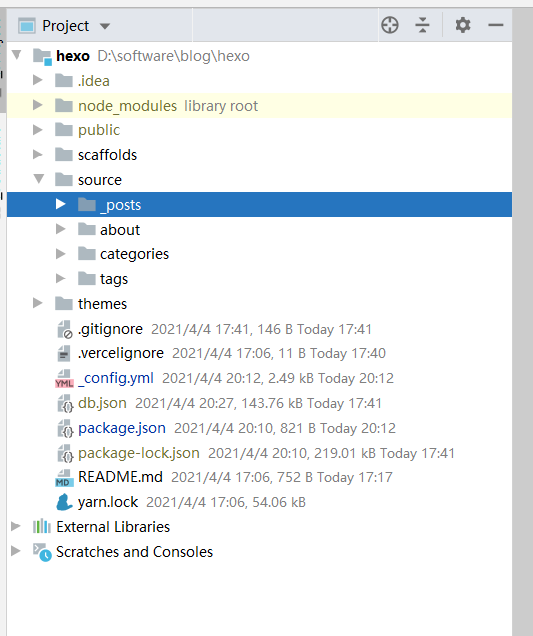 Project
hexo D:\software\blog\hexo
.idea
node_modules library root
public
scaffolds
source
_posts
about
categories
tags
themes
.gitignore 2021/4/4 17:41, 146 B Today 17:41
.vercelignore 2021/4/4 17:06, 11 B Today 17:40
_config.yml 2021/4/4 20:12, 2.49 kB Today 20:12
db.json 2021/4/4 20:27, 143.76 kB Today 17:41
package.json 2021/4/4 20:10, 821 B Today 20:12
package-lock.json 2021/4/4 20:10, 219.01 kB Today 17:41
README.md 2021/4/4 17:06, 752 B Today 17:17
yarn.lock 2021/4/4 17:06, 54.06 kB
External Libraries
Scratches and Consoles